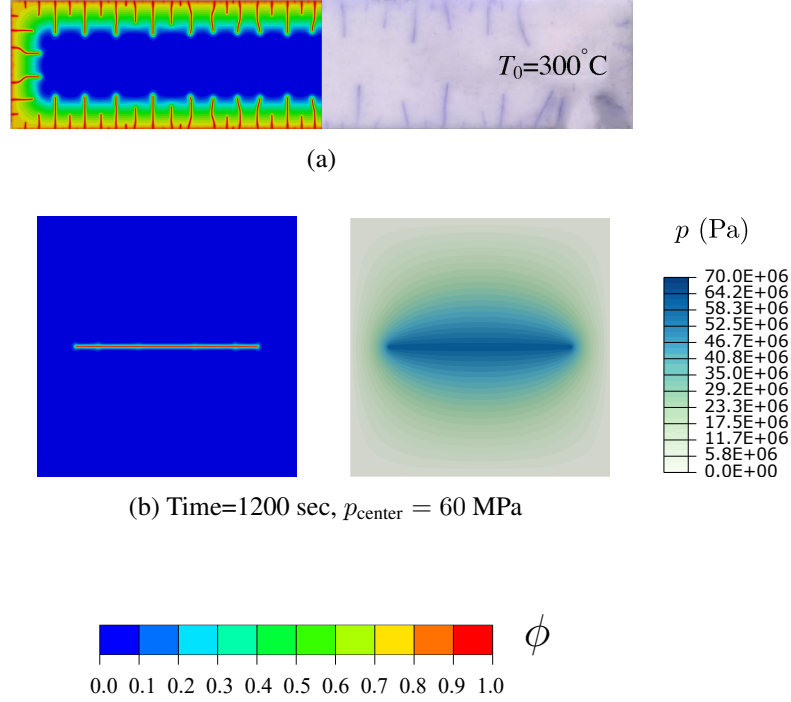 T₀=300°C
(a)
p (Pa)
70.0E+06
64.2E+06
58.3E+06
52.5E+06
46.7E+06
40.8E+06
35.0E+06
29.2E+06
23.3E+06
17.5E+06
11.7E+06
5.8E+06
0.0E+00
(b) Time=1200 sec, p_center = 60 MPa
ϕ
0.0 0.1 0.2 0.3 0.4 0.5 0.6 0.7 0.8 0.9 1.0